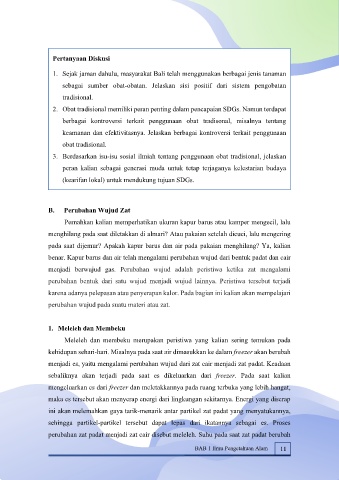 Pertanyaan Diskusi
1. Sejak jaman dahulu, masyarakat Bali telah menggunakan berbagai jenis tanaman
sebagai sumber obat-obatan. Jelaskan sisi positif dari sistem pengobatan
tradisional.
2. Obat tradisional memiliki peran penting dalam pencapaian SDGs. Namun terdapat
berbagai kontroversi terkait penggunaan obat tradisonal, misalnya tentang
keamanan dan efektivitasnya. Jelaskan berbagai kontroversi terkait penggunaan
obat tradisional.
3. Berdasarkan isu-isu sosial ilmiah tentang penggunaan obat tradisional, jelaskan
peran kalian sebagai generasi muda untuk tetap terjaganya kelestarian budaya
(kearifan lokal) untuk mendukung tujuan SDGs.
B. Perubahan Wujud Zat
Pernahkan kalian memperhatikan ukuran kapur barus atau kamper mengecil, lalu
menghilang pada saat diletakkan di almari? Atau pakaian setelah dicuci, lalu mengering
pada saat dijemur? Apakah kapur barus dan air pada pakaian menghilang? Ya, kalian
benar. Kapur barus dan air telah mengalami perubahan wujud dari bentuk padat dan cair
menjadi berwujud gas. Perubahan wujud adalah peristiwa ketika zat mengalami
perubahan bentuk dari satu wujud menjadi wujud lainnya. Peristiwa tersebut terjadi
karena adanya pelepasan atau penyerapan kalor. Pada bagian ini kalian akan mempelajari
perubahan wujud pada suatu materi atau zat.
1. Meleleh dan Membeku
Meleleh dan membeku merupakan peristiwa yang kalian sering temukan pada
kehidupan sehari-hari. Misalnya pada saat air dimasukkan ke dalam freezer akan berubah
menjadi es, yaitu mengalami perubahan wujud dari zat cair menjadi zat padat. Keadaan
sebaliknya akan terjadi pada saat es dikeluarkan dari freezer. Pada saat kalian
mengeluarkan es dari freezer dan meletakkannya pada ruang terbuka yang lebih hangat,
maka es tersebut akan menyerap energi dari lingkungan sekitarnya. Energi yang diserap
ini akan melemahkan gaya tarik-menarik antar partikel zat padat yang menyatukannya,
sehingga partikel-partikel tersebut dapat lepas dari ikatannya sebagai es. Proses
perubahan zat padat menjadi zat cair disebut meleleh. Suhu pada saat zat padat berubah
BAB 1 Ilmu Pengetahuan Alam 11